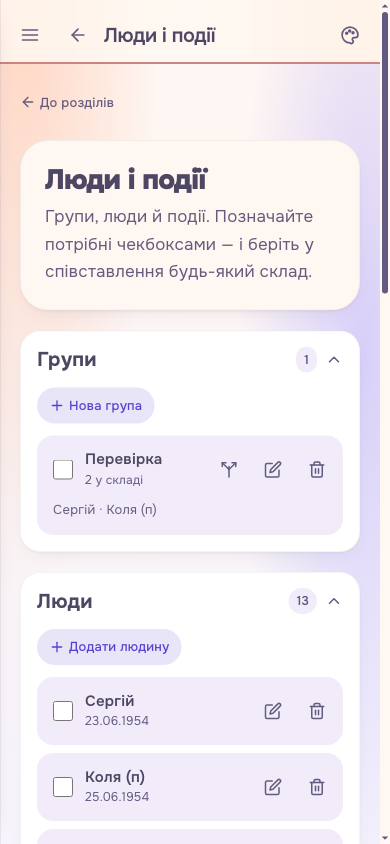 Люди і події
До розділів
Люди і події
Групи, люди й події. Позначайте
потрібні чекбоксами — і беріть у
співставлення будь-який склад.
Групи
1
+ Нова група
Перевірка
2 у складі
Сергій · Коля (п)
Люди
13
+ Додати людину
Сергій
23.06.1954
Коля (п)
25.06.1954